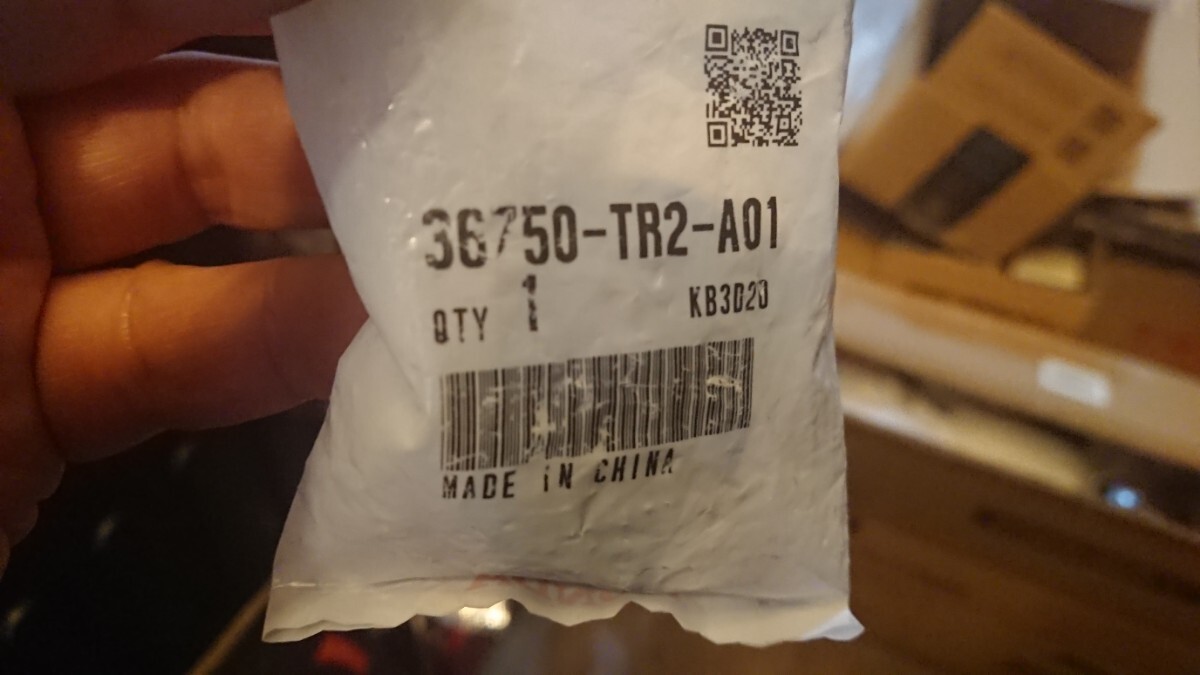 36750-TR2-A01
QTY 1 KB3D20
MADE IN CHINA